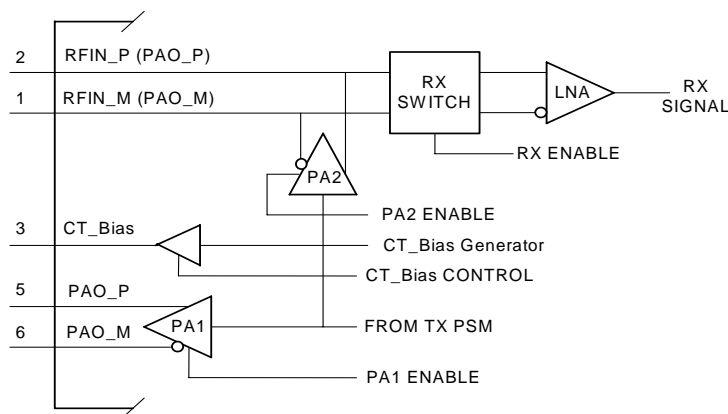 2 RFIN_P (PAO_P)
1 RFIN_M (PAO_M)
RX
SWITCH
LNA
RX
SIGNAL
RX ENABLE
PA2
PA2 ENABLE
3 CT_Bias
CT_Bias Generator
CT_Bias CONTROL
5 PAO_P
6 PAO_M
PA1
FROM TX PSM
PA1 ENABLE